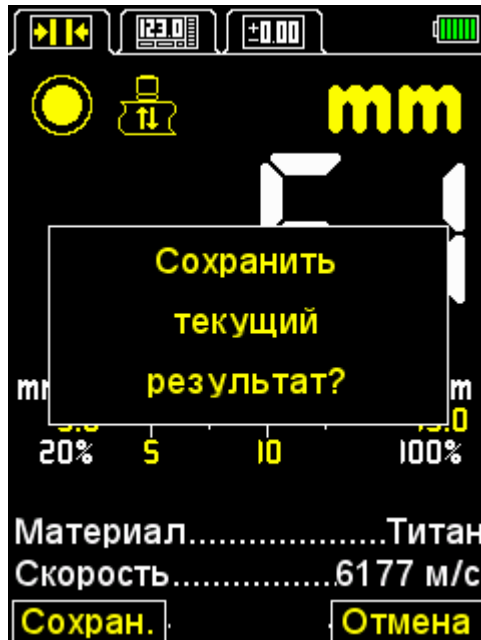 123.0
±0.00
mm
Сохранить
текущий
результат?
20% 5 10 100%
Материал...................Титан
Скорость................6177 м/с
Сохран. Отмена